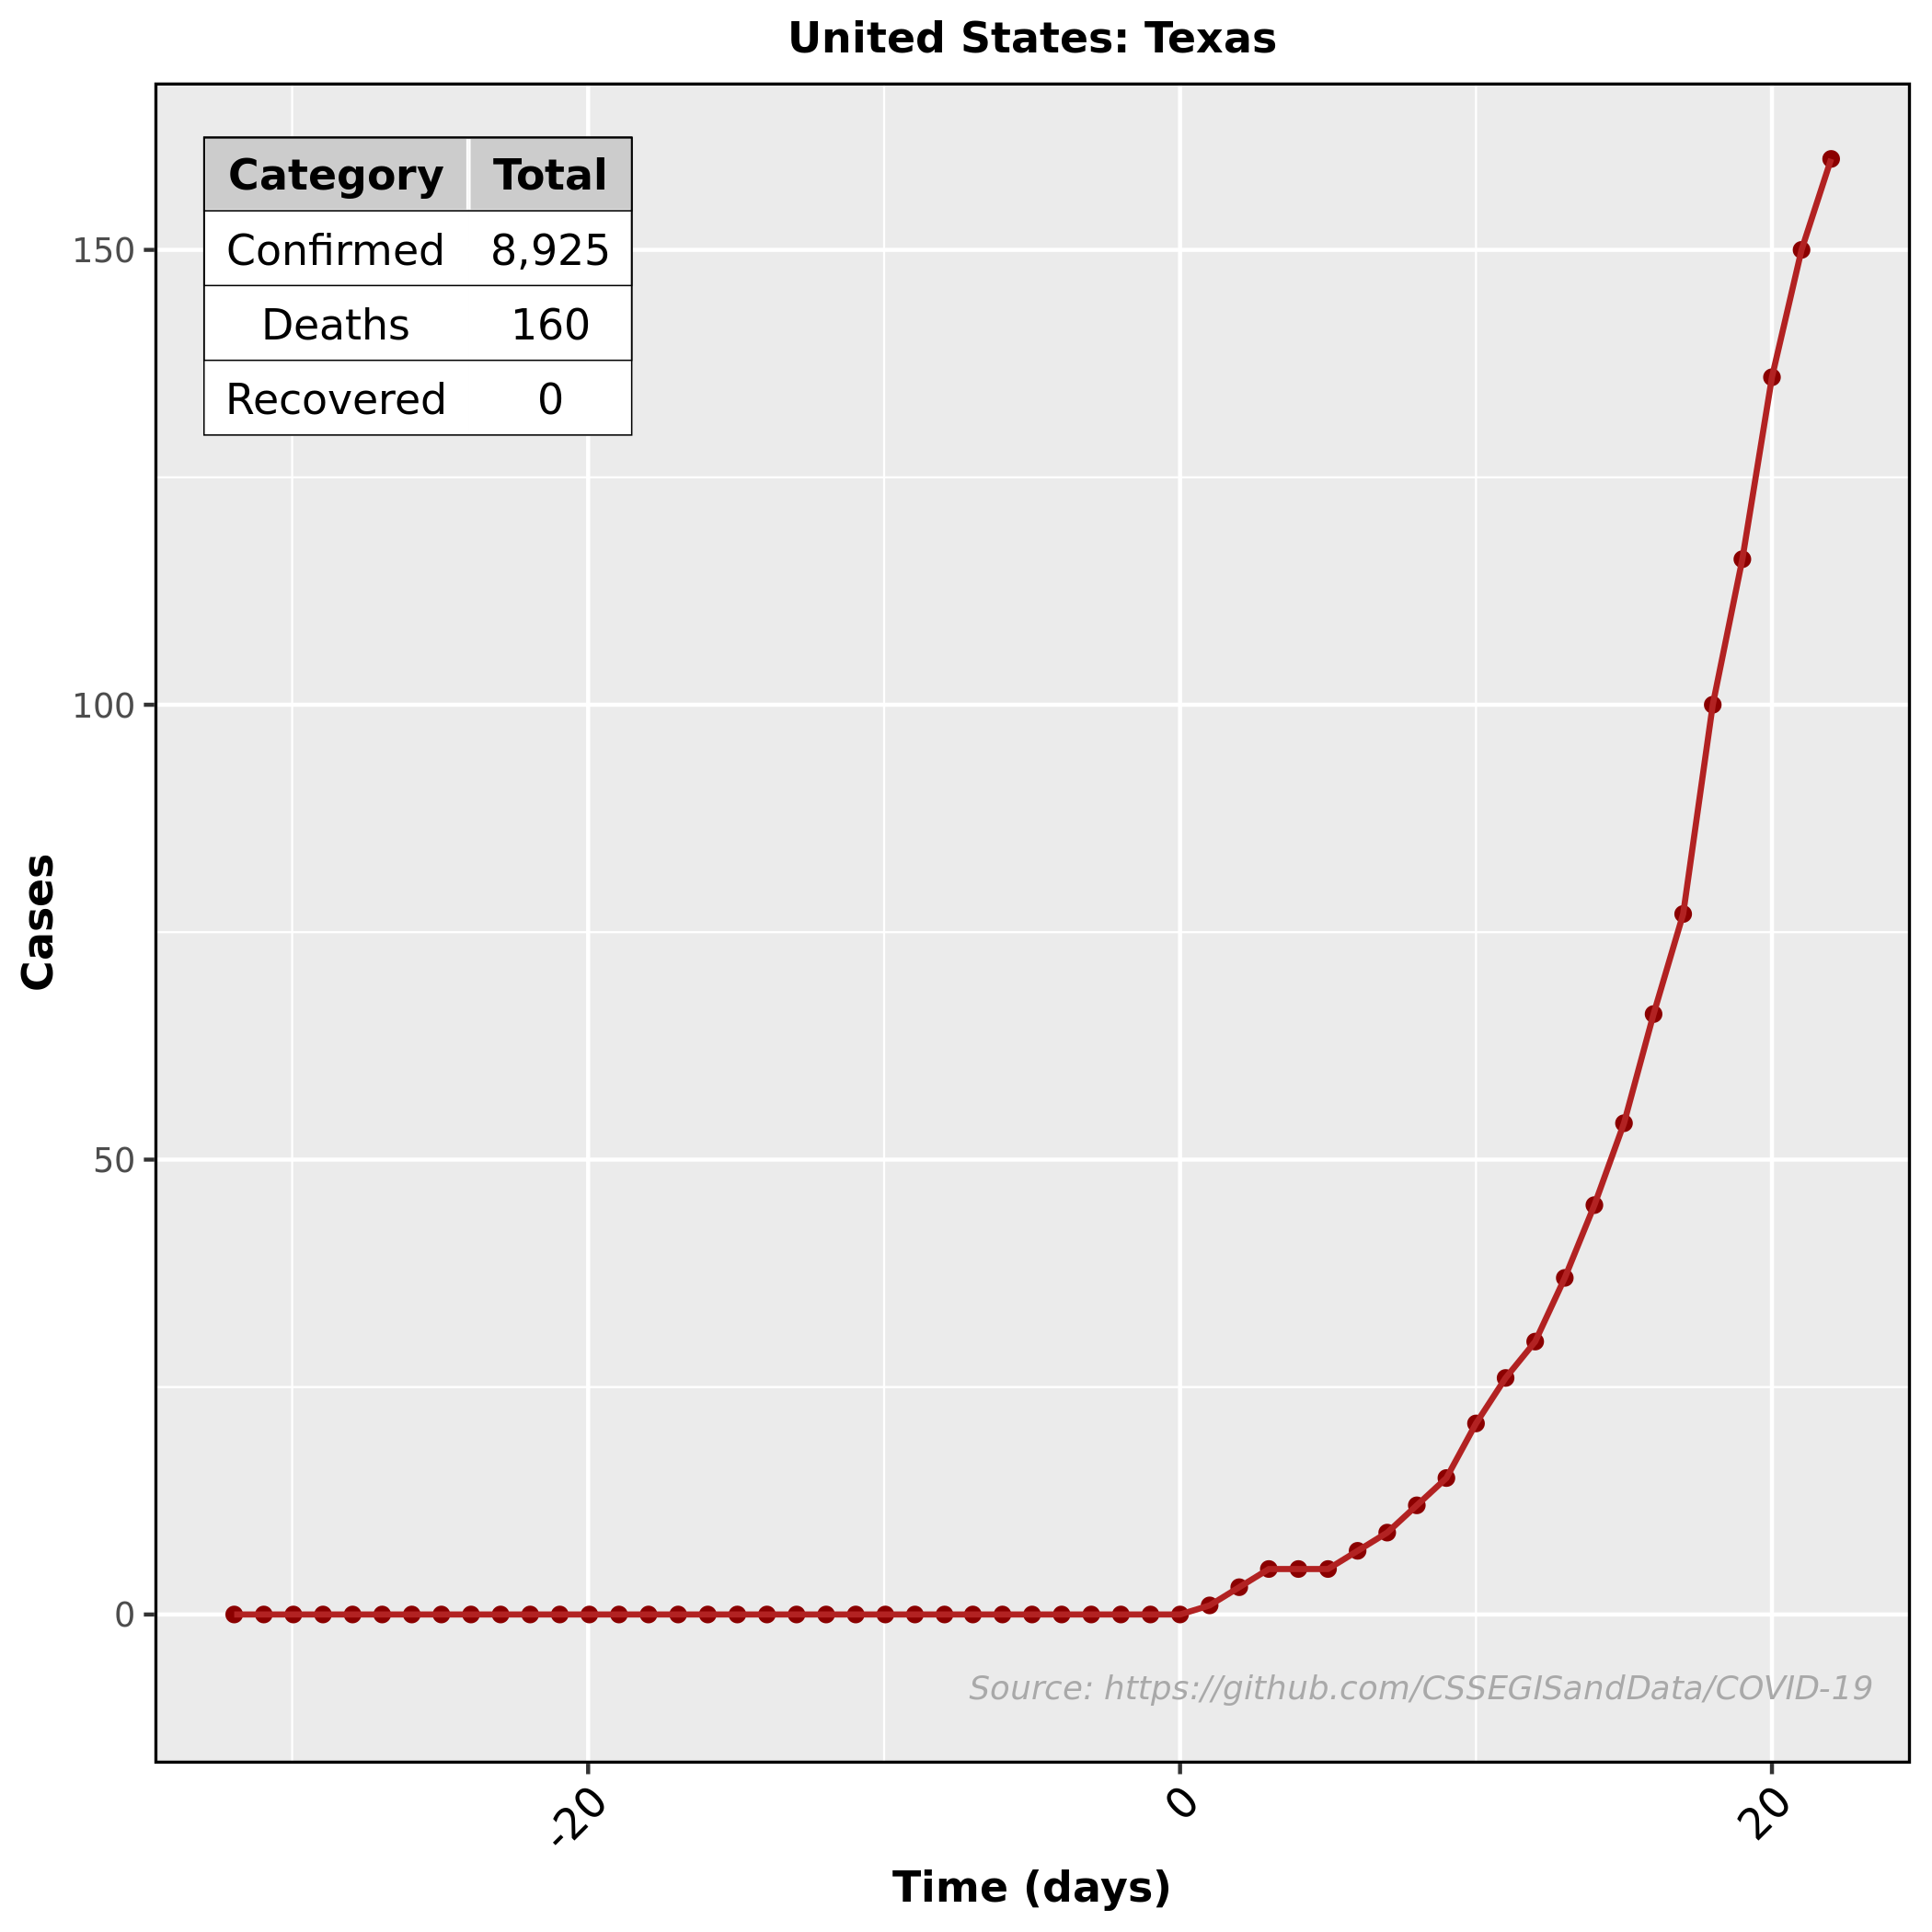 United States: Texas
Category Total
Confirmed 8,925
Deaths 160
Recovered 0
150
100
50
0
Cases
Source: https://github.com/CSSEGISandData/COVID-19
-20 0 20
Time (days)